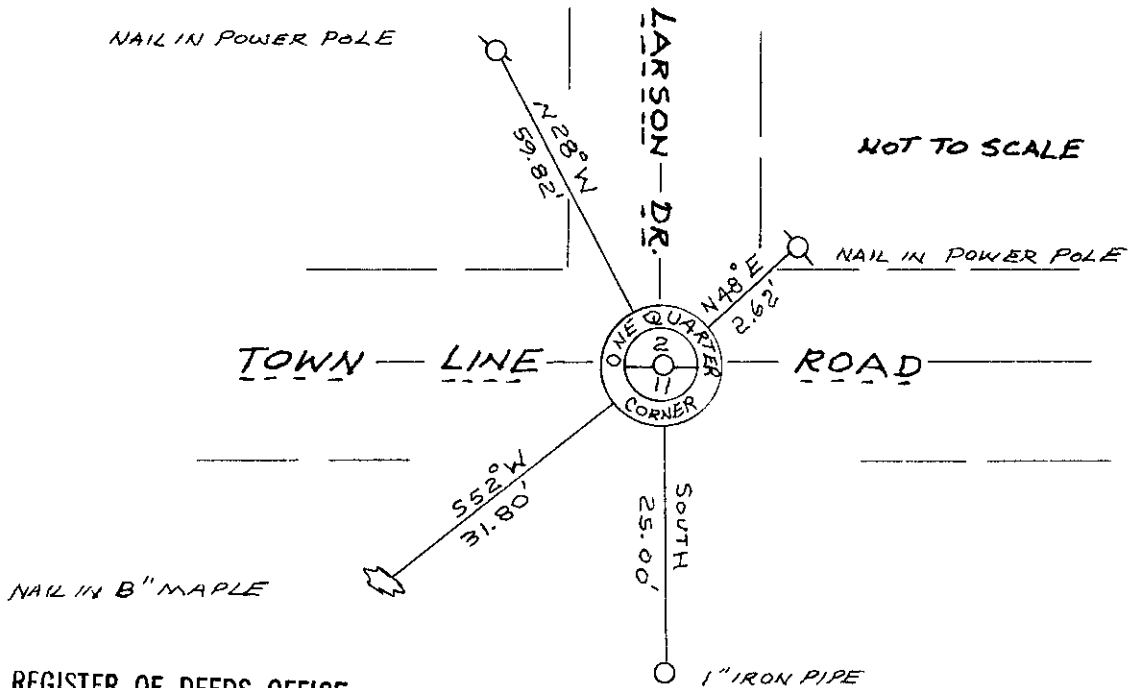 NAIL IN POWER POLE
LARSON DR.
N28°W
59.82'
NOT TO SCALE
NAIL IN POWER POLE
N48°E
2.62'
ONE QUARTER
2
11
CORNER
TOWN LINE ROAD
S52°W
31.80'
SOUTH
25.00'
NAIL IN 8" MAPLE
1" IRON PIPE
REGISTER OF DEEDS OFFICE